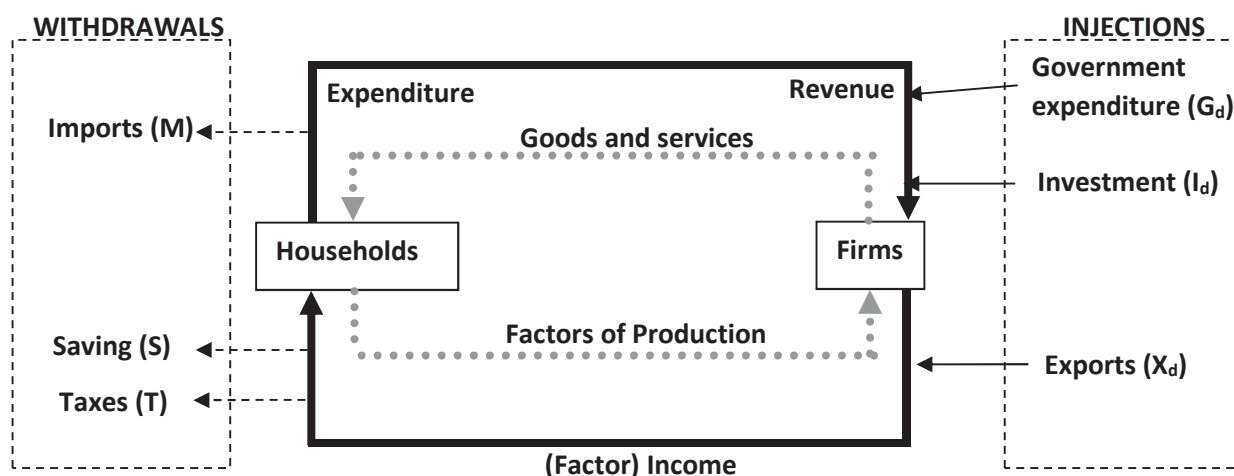 WITHDRAWALS
INJECTIONS
Expenditure
Revenue
Government
expenditure (Gd)
Imports (M)
Goods and services
Investment (Id)
Households
Firms
Saving (S)
Factors of Production
Exports (Xd)
Taxes (T)
(Factor) Income